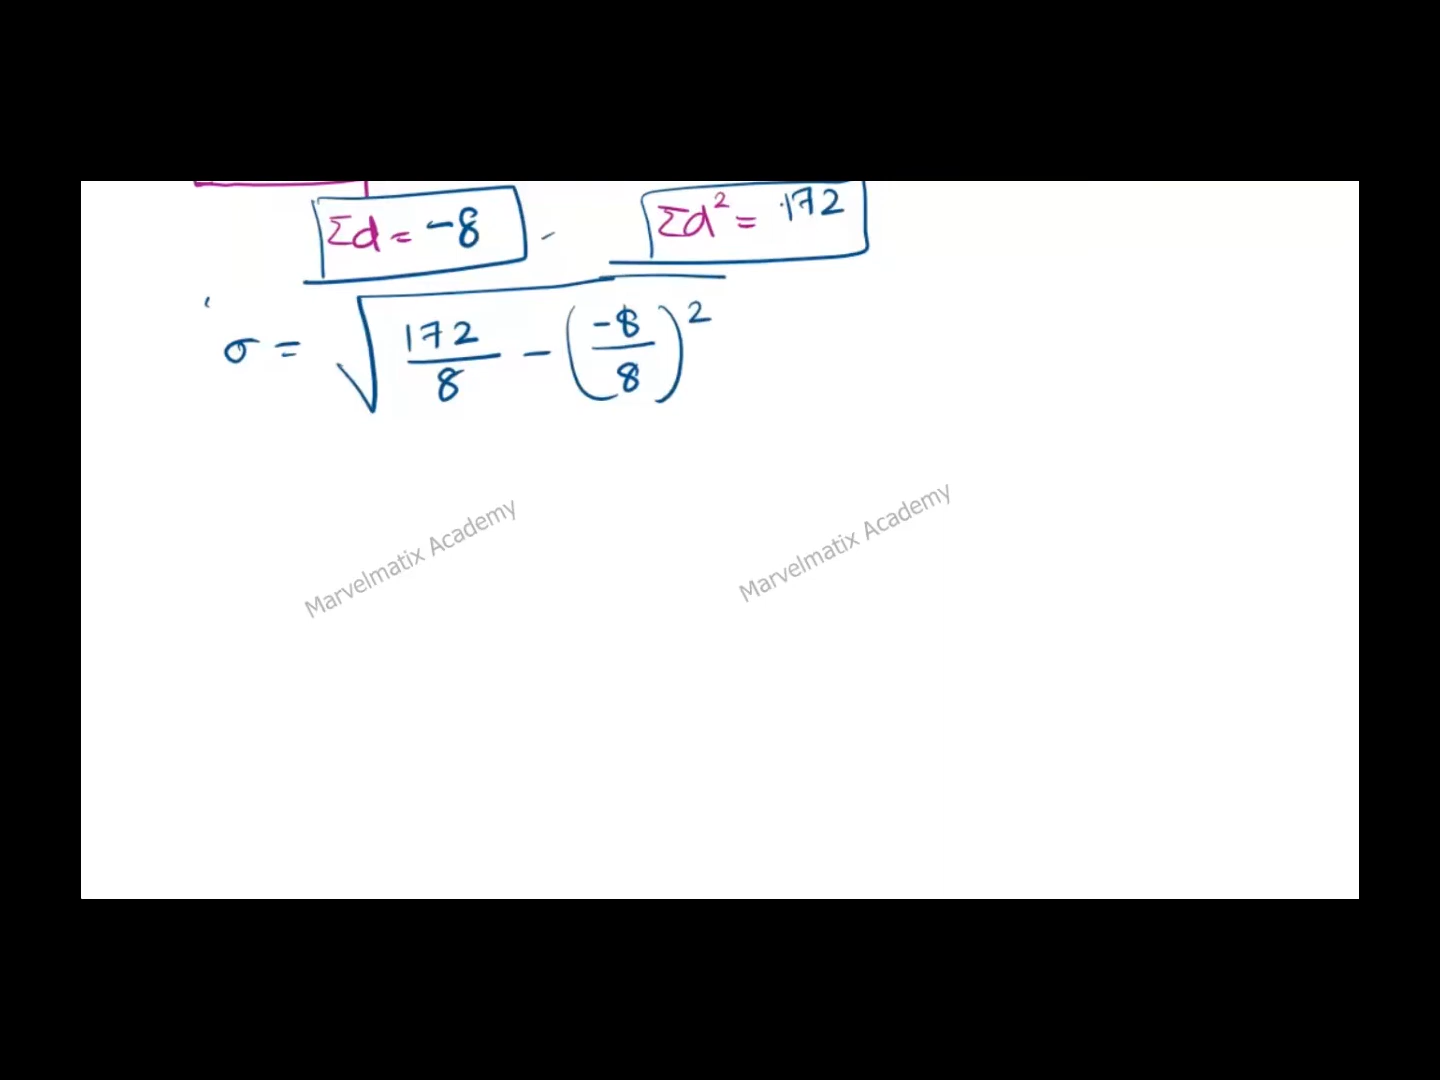 Σd = -8    Σd² = 172
σ = √(172/8 - (-8/8)²)
Marvelmatix Academy    Marvelmatix Academy